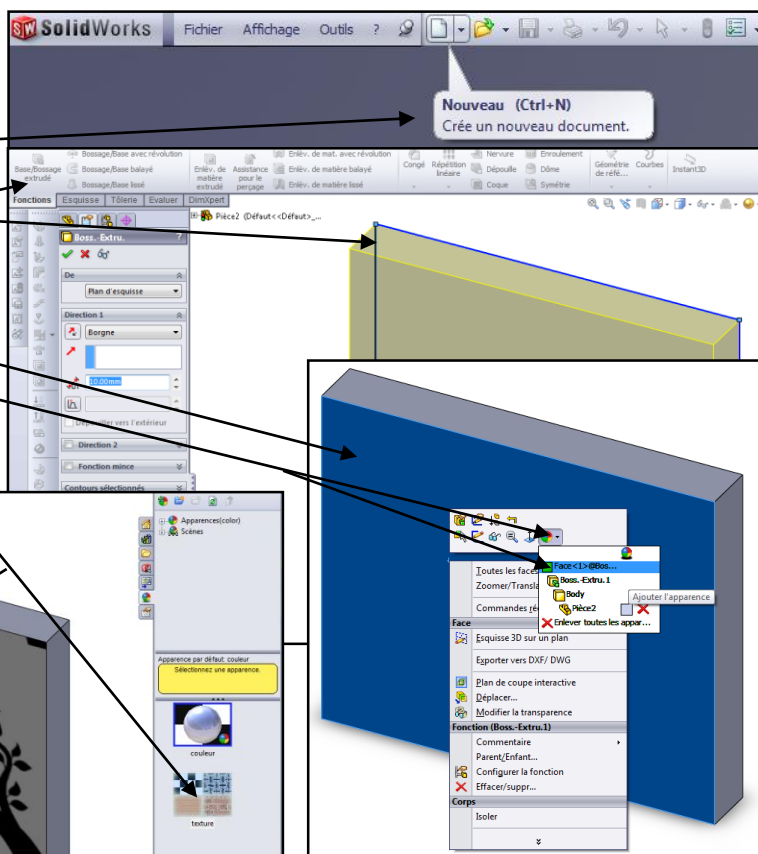 SolidWorks Fichier Affichage Outils ?
Nouveau (Ctrl+N)
Crée un nouveau document.
Base/Bossage extrudé
Bossage/Base avec révolution
Bossage/Base balayé
Bossage/Base lissé
Enlèv. de matière extrudé
Assistance pour le perçage
Enlèv. de mat. avec révolution
Enlèv. de matière balayé
Enlèv. de matière lissé
Congé
Répétition linéaire
Nervure
Dépouille
Coque
Enroulement
Dôme
Symétrie
Géométrie de réfé...
Courbes
Instant3D
Fonctions Esquisse Tôlerie Evaluer DimXpert
Pièce2 (Défaut<<Défaut>_...
Boss.-Extru. ?
De
Plan d'esquisse
Direction 1
Borgne
10.00mm
Dépouiller vers l'extérieur
Direction 2
Fonction mince
Contours sélectionnés
Apparences(color)
Scènes
Apparence par défaut: couleur
Sélectionnez une apparence.
couleur
texture
Face<1>@Bos...
Boss.-Extru.1
Body
Pièce2
Enlever toutes les appar...
Ajouter l'apparence
Toutes les faces
Zoomer/Transla
Commandes ré
Face
Esquisse 3D sur un plan
Exporter vers DXF/ DWG
Plan de coupe interactive
Déplacer...
Modifier la transparence
Fonction (Boss.-Extru.1)
Commentaire
Parent/Enfant...
Configurer la fonction
Effacer/suppr...
Corps
Isoler